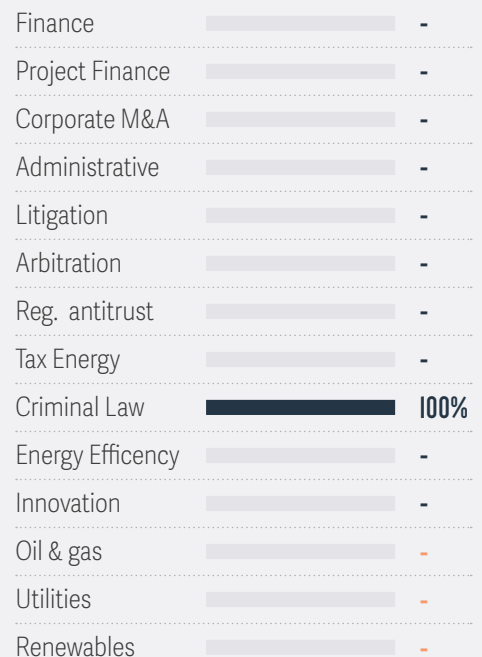 Finance -
Project Finance -
Corporate M&A -
Administrative -
Litigation -
Arbitration -
Reg. antitrust -
Tax Energy -
Criminal Law 100%
Energy Efficency -
Innovation -
Oil & gas -
Utilities -
Renewables -